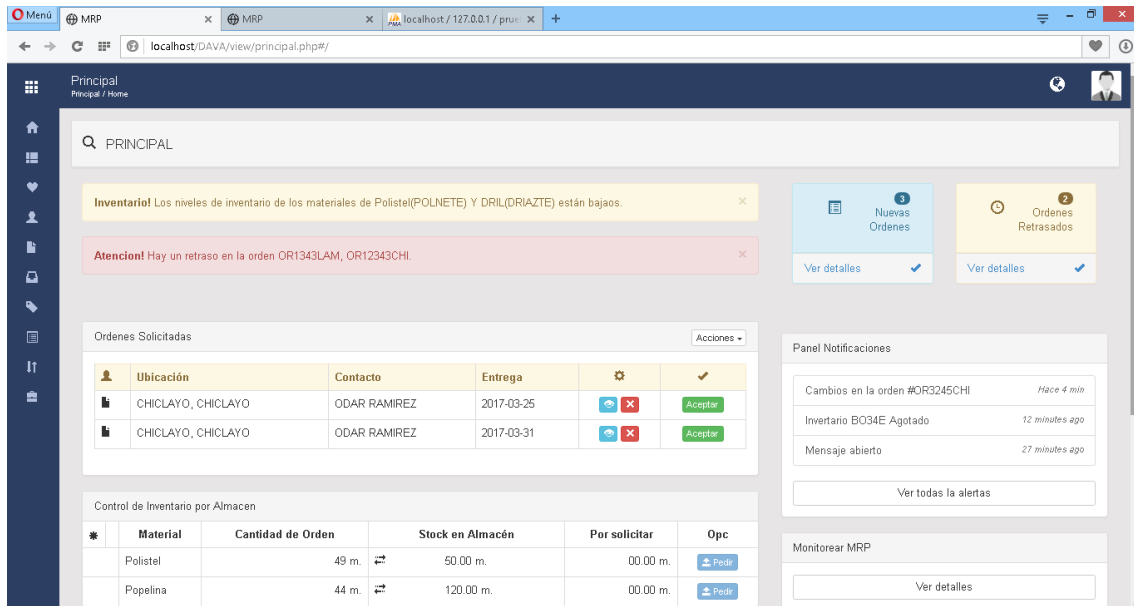 Menú
MRP
MRP
localhost / 127.0.0.1 / prue
localhost/DAVA/view/principal.php#/
Principal
Principal / Home
PRINCIPAL
Inventario! Los niveles de inventario de los materiales de Polistel(POLNETE) Y DRIL(DRIAZTE) están bajaos.
Atencion! Hay un retraso en la orden OR1343LAM, OR12343CHI.
3
Nuevas
Ordenes
Ver detalles
2
Ordenes
Retrasados
Ver detalles
Ordenes Solicitadas
Acciones
Ubicación Contacto Entrega
CHICLAYO, CHICLAYO ODAR RAMIREZ 2017-03-25 Aceptar
CHICLAYO, CHICLAYO ODAR RAMIREZ 2017-03-31 Aceptar
Control de Inventario por Almacen
Material Cantidad de Orden Stock en Almacén Por solicitar Opc
Polistel 49 m. 50.00 m. 00.00 m. Pedir
Popelina 44 m. 120.00 m. 00.00 m. Pedir
Panel Notificaciones
Cambios en la orden #OR3245CHI Hace 4 min
Invertario BO34E Agotado 12 minutes ago
Mensaje abierto 27 minutes ago
Ver todas la alertas
Monitorear MRP
Ver detalles